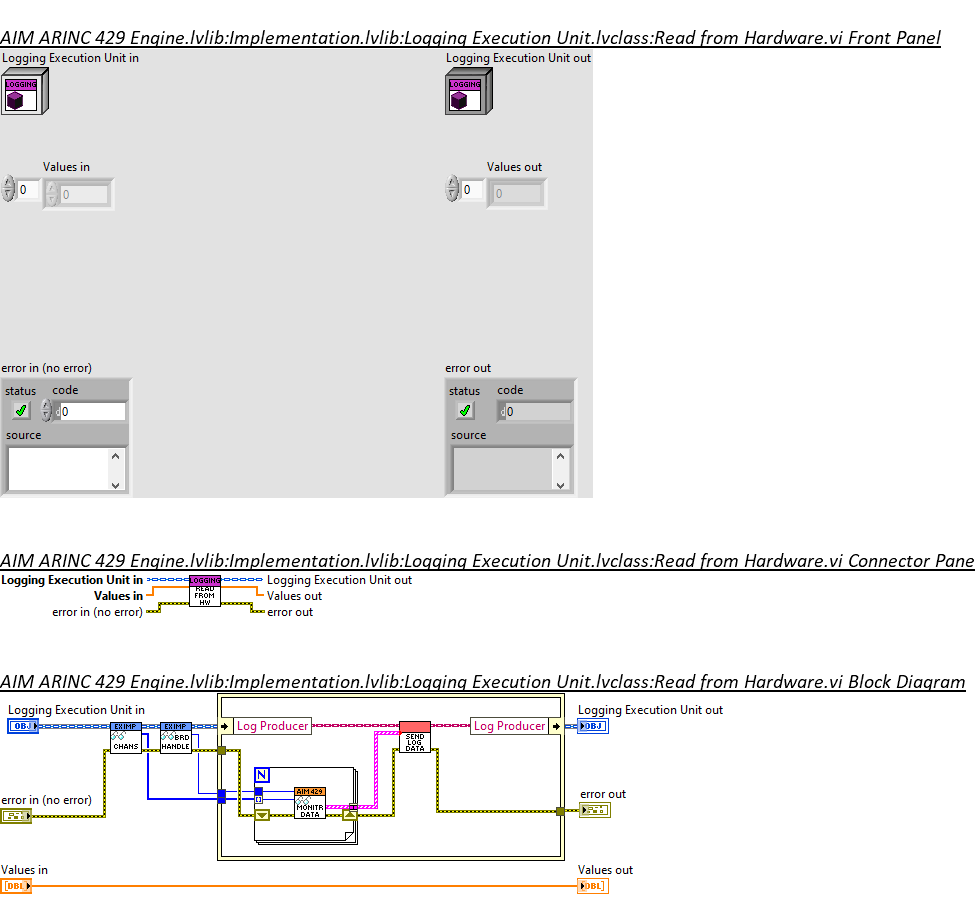 AIM ARINC 429 Engine.lvlib:Implementation.lvlib:Logging Execution Unit.lvclass:Read from Hardware.vi Front Panel
Logging Execution Unit in
Logging Execution Unit out
LOGGING
LOGGING
Values in
Values out
0
0
0
0
error in (no error)
error out
status
code
status
code
d
0
d
0
source
source
AIM ARINC 429 Engine.lvlib:Implementation.lvlib:Logging Execution Unit.lvclass:Read from Hardware.vi Connector Pane
Logging Execution Unit in
LOGGING
Logging Execution Unit out
Values in
READ
FROM
HW
Values out
error in (no error)
error out
AIM ARINC 429 Engine.lvlib:Implementation.lvlib:Logging Execution Unit.lvclass:Read from Hardware.vi Block Diagram
Logging Execution Unit in
Logging Execution Unit out
OBJ
EXIMP
CHANS
EXIMP
BRD
HANDLE
Log Producer
SEND
LOG
DATA
Log Producer
OBJ
N
AIM429
MONITR
DATA
error in (no error)
error out
Values in
Values out
[DBL]
DBL]